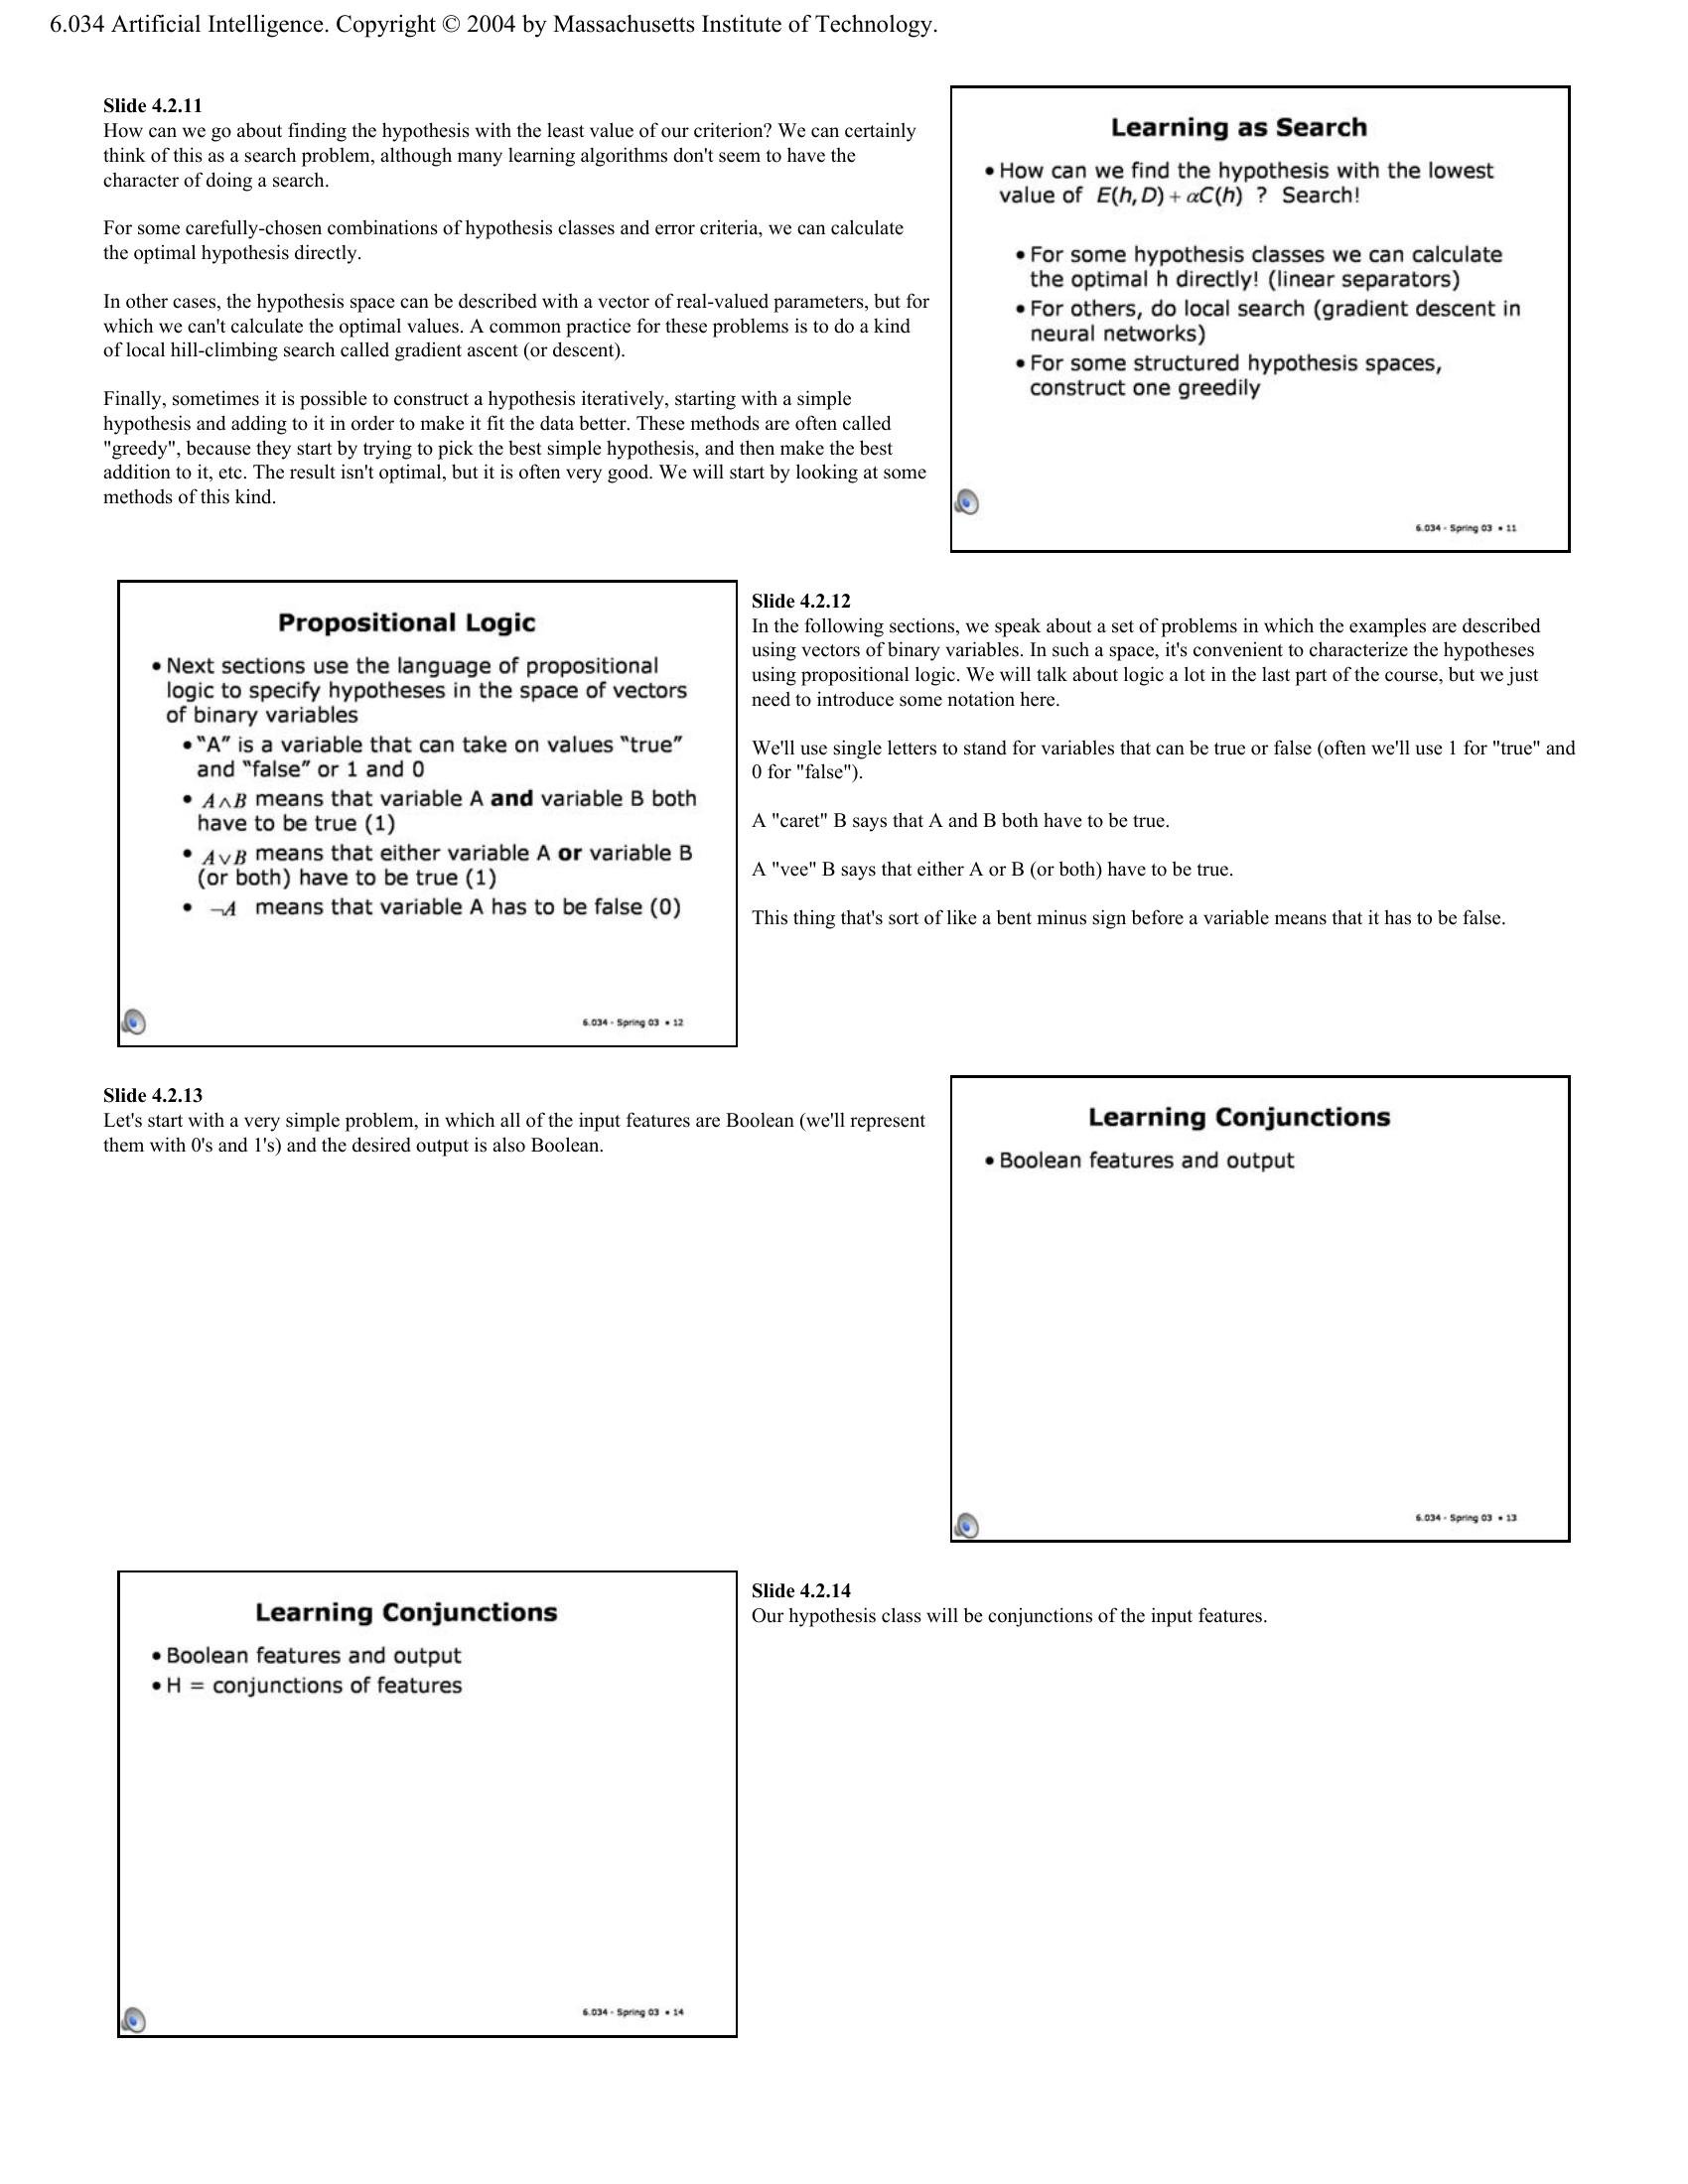 6.034 Artificial Intelligence. Copyright © 2004 by Massachusetts Institute of Technology.
Slide 4.2.11
How can we go about finding the hypothesis with the least value of our criterion? We can certainly
think of this as a search problem, although many learning algorithms don't seem to have the
character of doing a search.
For some carefully-chosen combinations of hypothesis classes and error criteria, we can calculate
the optimal hypothesis directly.
In other cases, the hypothesis space can be described with a vector of real-valued parameters, but for
which we can't calculate the optimal values. A common practice for these problems is to do a kind
of local hill-climbing search called gradient ascent (or descent).
Finally, sometimes it is possible to construct a hypothesis iteratively, starting with a simple
hypothesis and adding to it in order to make it fit the data better. These methods are often called
"greedy", because they start by trying to pick the best simple hypothesis, and then make the best
addition to it, etc. The result isn't optimal, but it is often very good. We will start by looking at some
methods of this kind.
Learning as Search
• How can we find the hypothesis with the lowest
value of E(h,D) + αC(h) ? Search!
• For some hypothesis classes we can calculate
the optimal h directly! (linear separators)
• For others, do local search (gradient descent in
neural networks)
• For some structured hypothesis spaces,
construct one greedily
6.034 - Spring 03 • 11
Propositional Logic
• Next sections use the language of propositional
logic to specify hypotheses in the space of vectors
of binary variables
• “A” is a variable that can take on values “true”
and “false” or 1 and 0
• A∧B means that variable A and variable B both
have to be true (1)
• A∨B means that either variable A or variable B
(or both) have to be true (1)
• ¬A means that variable A has to be false (0)
6.034 - Spring 03 • 12
Slide 4.2.12
In the following sections, we speak about a set of problems in which the examples are described
using vectors of binary variables. In such a space, it's convenient to characterize the hypotheses
using propositional logic. We will talk about logic a lot in the last part of the course, but we just
need to introduce some notation here.
We'll use single letters to stand for variables that can be true or false (often we'll use 1 for "true" and
0 for "false").
A "caret" B says that A and B both have to be true.
A "vee" B says that either A or B (or both) have to be true.
This thing that's sort of like a bent minus sign before a variable means that it has to be false.
Slide 4.2.13
Let's start with a very simple problem, in which all of the input features are Boolean (we'll represent
them with 0's and 1's) and the desired output is also Boolean.
Learning Conjunctions
• Boolean features and output
6.034 - Spring 03 • 13
Learning Conjunctions
• Boolean features and output
• H = conjunctions of features
6.034 - Spring 03 • 14
Slide 4.2.14
Our hypothesis class will be conjunctions of the input features.